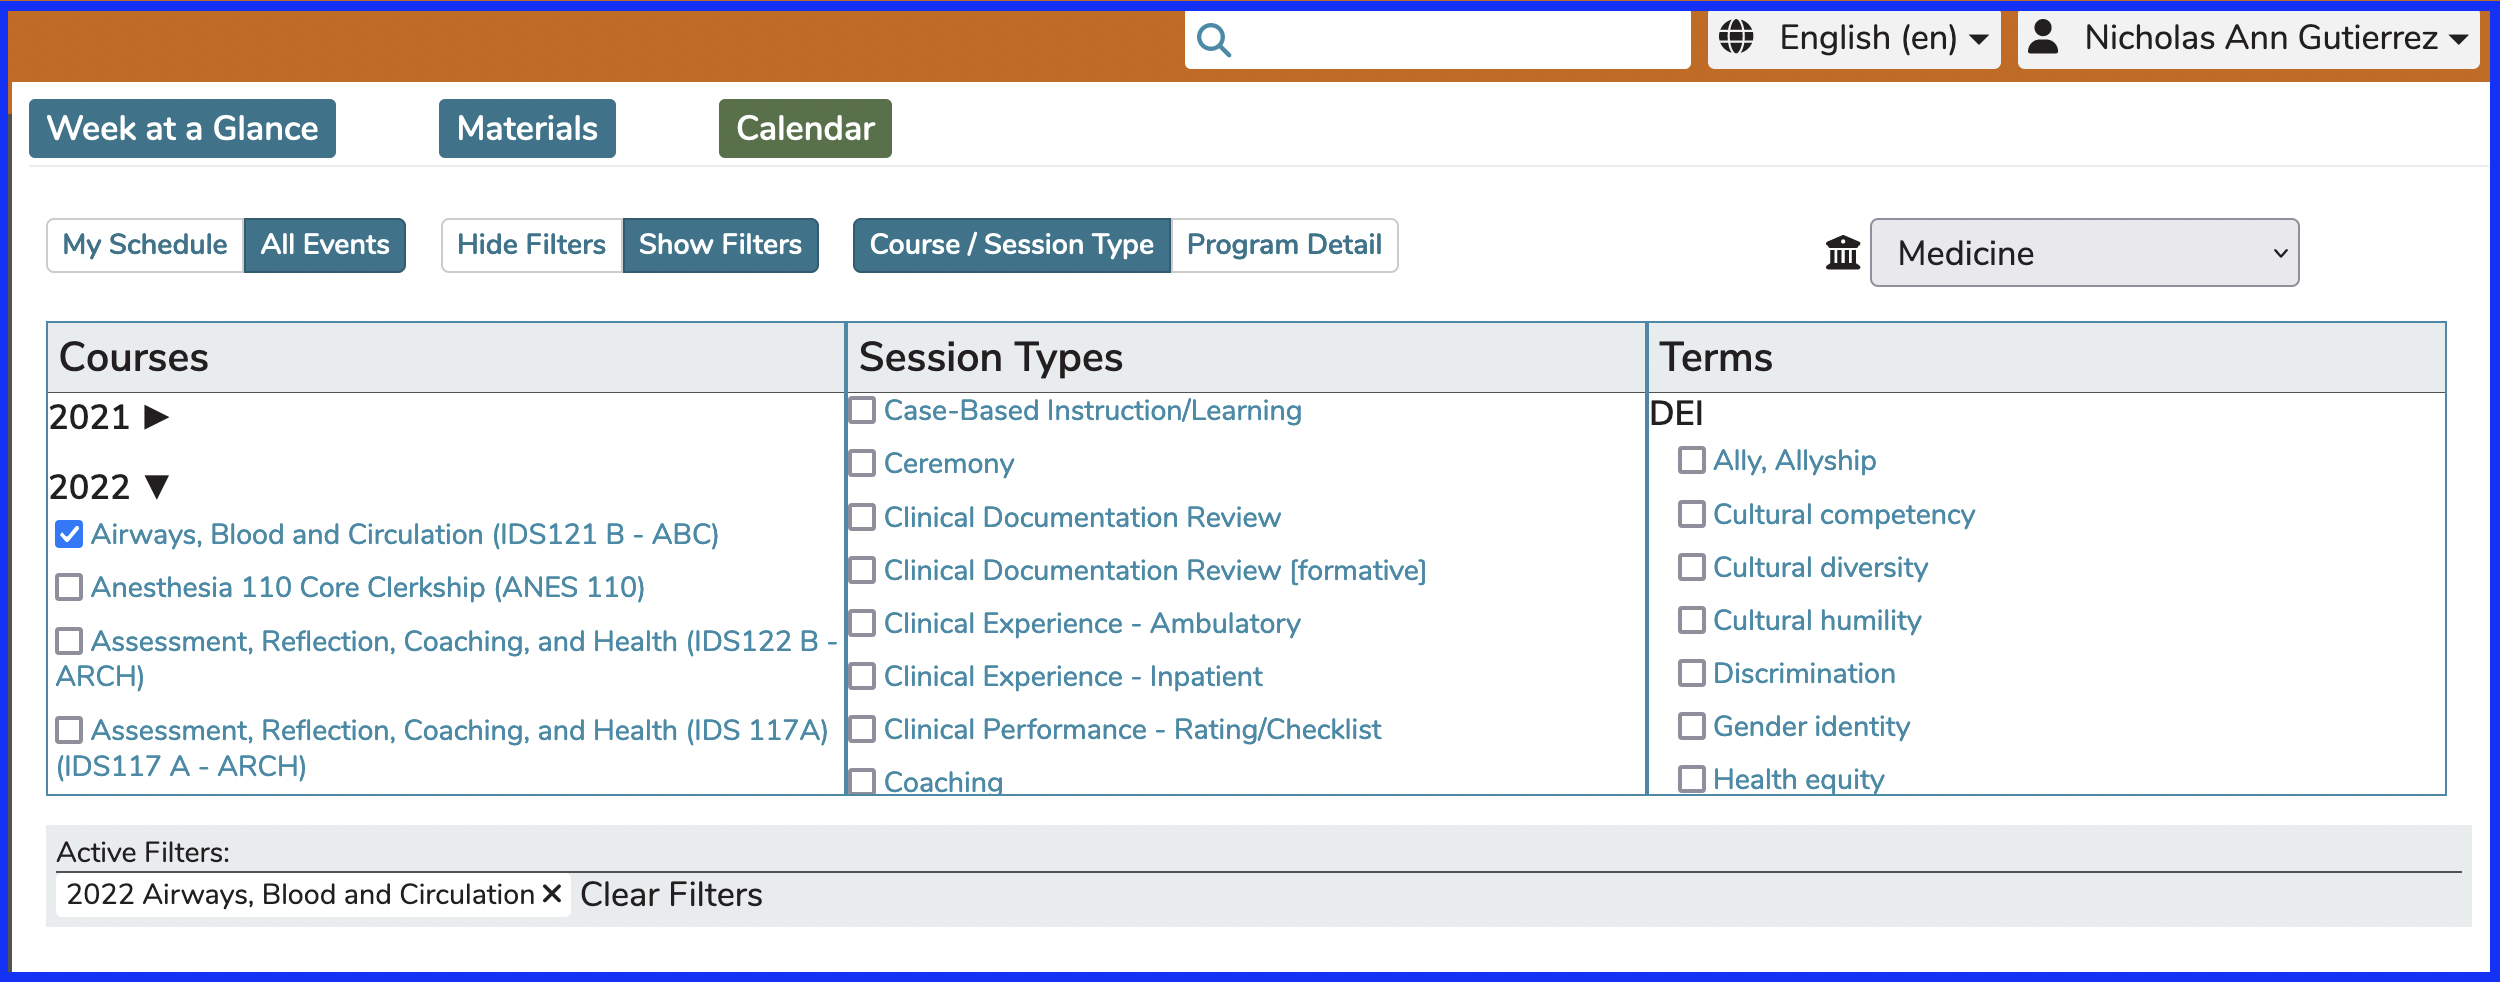 English (en)
Nicholas Ann Gutierrez
Week at a Glance
Materials
Calendar
My Schedule
All Events
Hide Filters
Show Filters
Course / Session Type
Program Detail
Medicine
Courses
2021
2022
Airways, Blood and Circulation (IDS121 B - ABC)
Anesthesia 110 Core Clerkship (ANES 110)
Assessment, Reflection, Coaching, and Health (IDS122 B -
ARCH)
Assessment, Reflection, Coaching, and Health (IDS 117A)
(IDS117 A - ARCH)
Session Types
Case-Based Instruction/Learning
Ceremony
Clinical Documentation Review
Clinical Documentation Review [formative]
Clinical Experience - Ambulatory
Clinical Experience - Inpatient
Clinical Performance - Rating/Checklist
Coaching
Terms
DEI
Ally, Allyship
Cultural competency
Cultural diversity
Cultural humility
Discrimination
Gender identity
Health equity
Active Filters:
2022 Airways, Blood and Circulation
Clear Filters